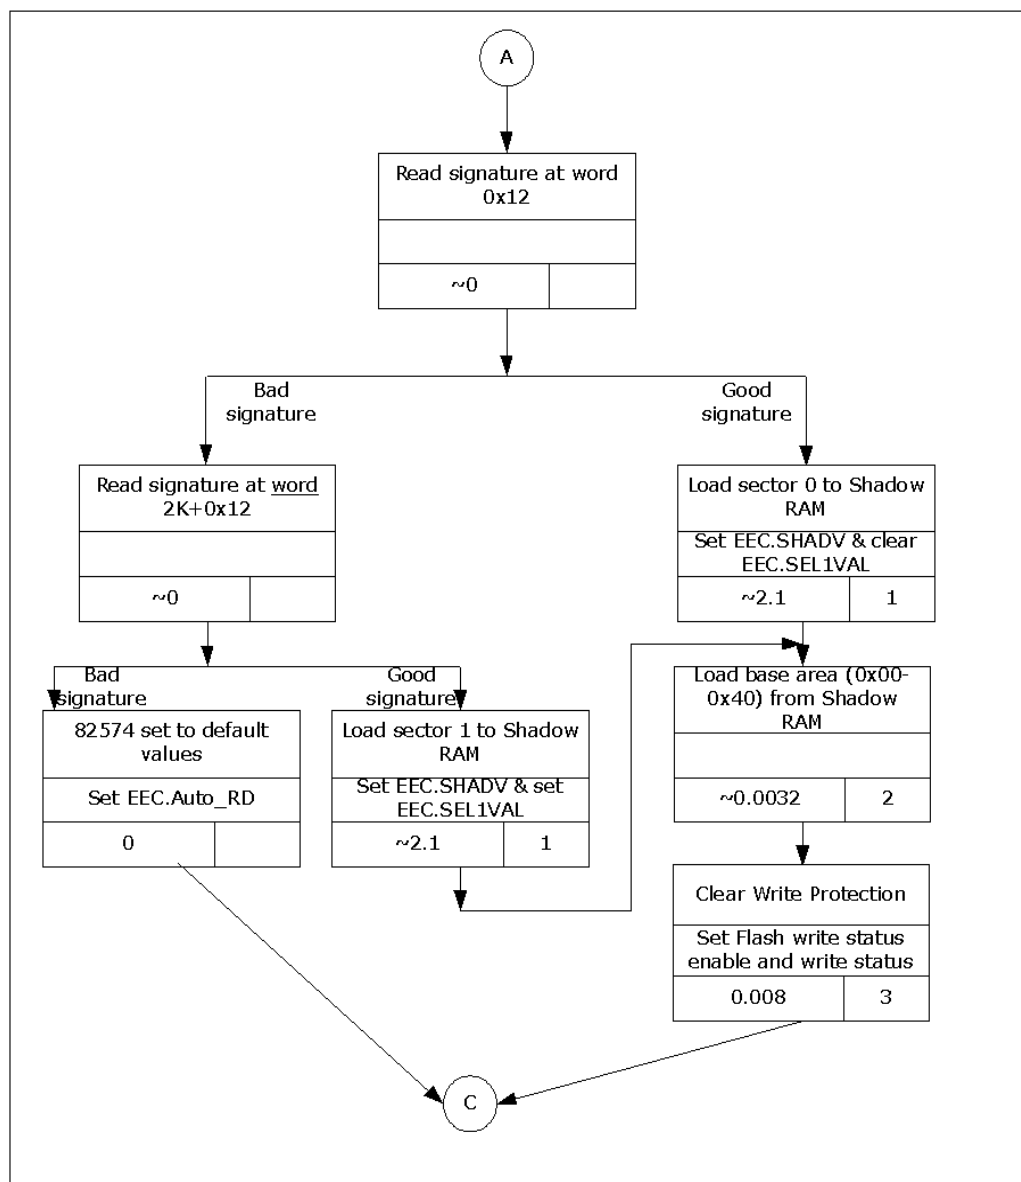 A
Read signature at word
0x12
~0
Bad
signature
Good
signature
Read signature at word
2K+0x12
~0
Load sector 0 to Shadow
RAM
Set EEC.SHADV & clear
EEC.SEL1VAL
~2.1 1
Bad
signature
Good
signature
82574 set to default
values
Set EEC.Auto_RD
0
Load sector 1 to Shadow
RAM
Set EEC.SHADV & set
EEC.SEL1VAL
~2.1 1
Load base area (0x00-
0x40) from Shadow
RAM
~0.0032 2
Clear Write Protection
Set Flash write status
enable and write status
0.008 3
C